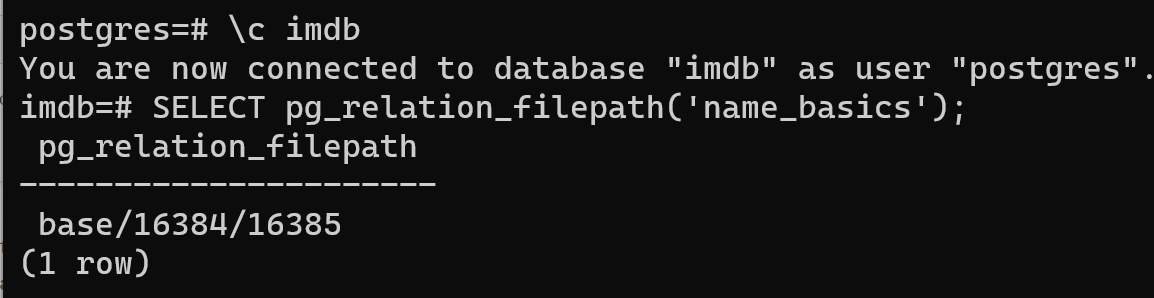 postgres=# \c imdb
You are now connected to database "imdb" as user "postgres".
imdb=# SELECT pg_relation_filepath('name_basics');
 pg_relation_filepath
----------------------
 base/16384/16385
(1 row)